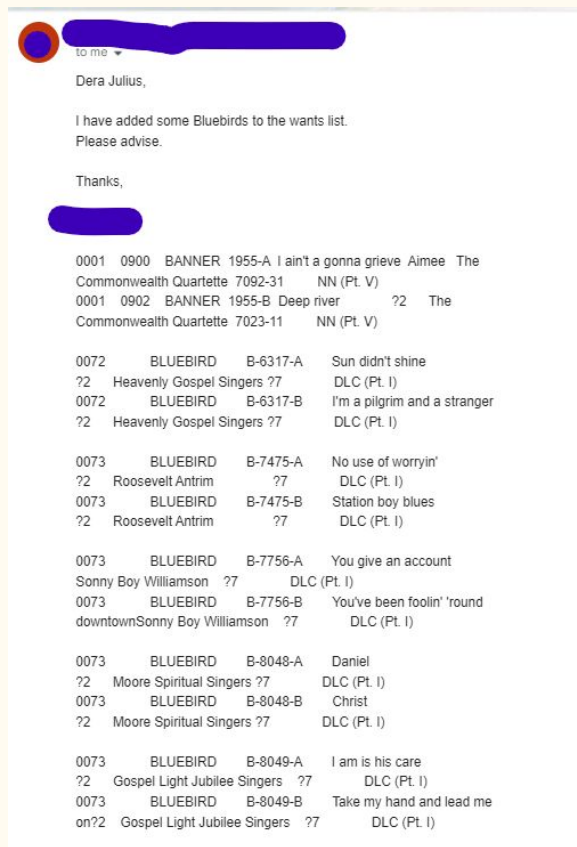 to me
Dera Julius,
I have added some Bluebirds to the wants list.
Please advise.
Thanks,
0001 0900 BANNER 1955-A I ain't a gonna grieve Aimee The
Commonwealth Quartette 7092-31 NN (Pt. V)
0001 0902 BANNER 1955-B Deep river ?2 The
Commonwealth Quartette 7023-11 NN (Pt. V)
0072 BLUEBIRD B-6317-A Sun didn't shine
?2 Heavenly Gospel Singers ?7 DLC (Pt. I)
0072 BLUEBIRD B-6317-B I'm a pilgrim and a stranger
?2 Heavenly Gospel Singers ?7 DLC (Pt. I)
0073 BLUEBIRD B-7475-A No use of worryin'
?2 Roosevelt Antrim ?7 DLC (Pt. I)
0073 BLUEBIRD B-7475-B Station boy blues
?2 Roosevelt Antrim ?7 DLC (Pt. I)
0073 BLUEBIRD B-7756-A You give an account
Sonny Boy Williamson ?7 DLC (Pt. I)
0073 BLUEBIRD B-7756-B You've been foolin' 'round
downtownSonny Boy Williamson ?7 DLC (Pt. I)
0073 BLUEBIRD B-8048-A Daniel
?2 Moore Spiritual Singers ?7 DLC (Pt. I)
0073 BLUEBIRD B-8048-B Christ
?2 Moore Spiritual Singers ?7 DLC (Pt. I)
0073 BLUEBIRD B-8049-A I am is his care
?2 Gospel Light Jubilee Singers ?7 DLC (Pt. I)
0073 BLUEBIRD B-8049-B Take my hand and lead me
on?2 Gospel Light Jubilee Singers ?7 DLC (Pt. I)